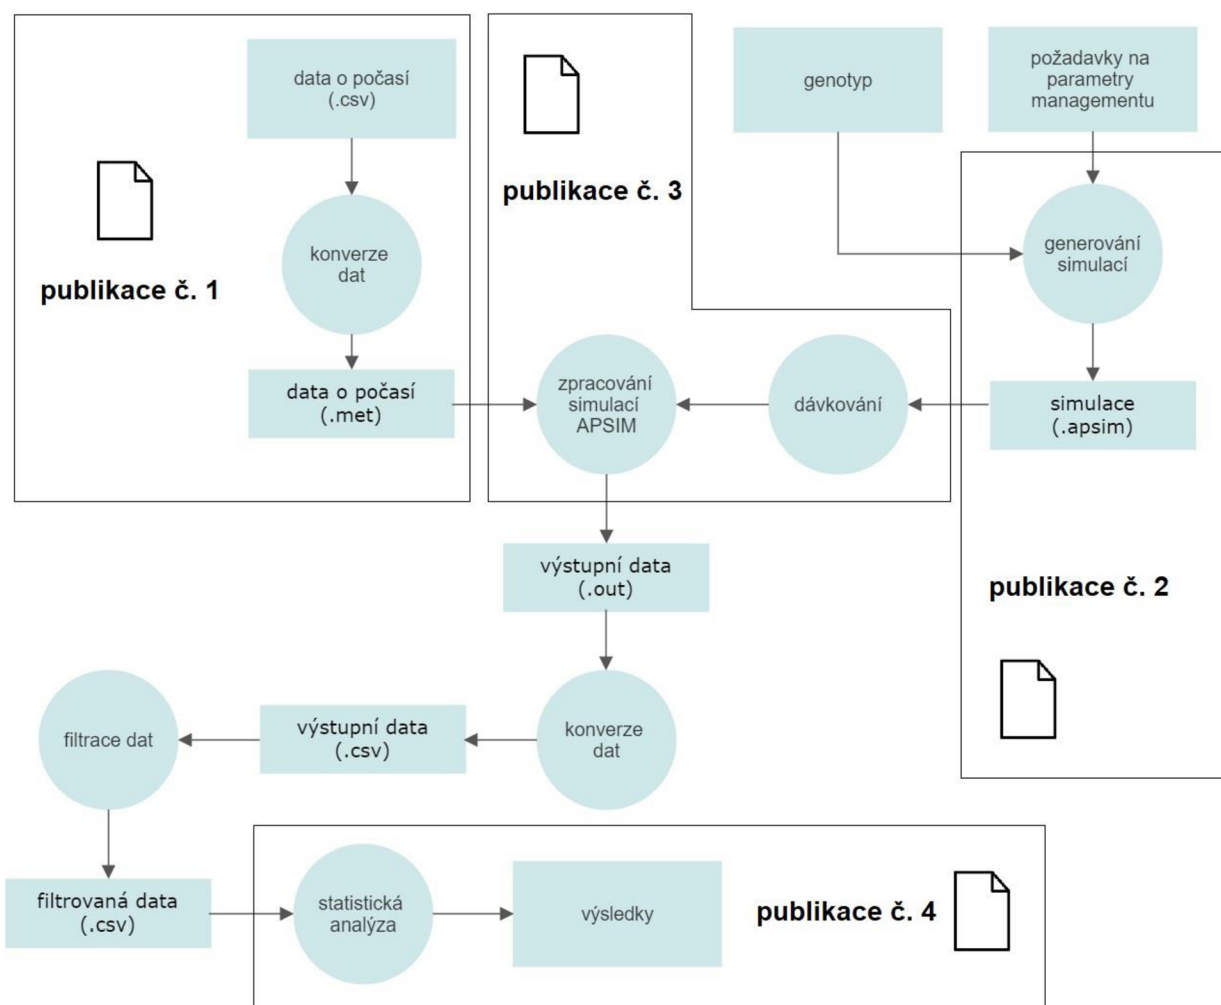 data o počasí
(.csv)
konverze
dat
publikace č. 1
data o počasí
(.met)
publikace č. 3
zpracování
simulací
APSIM
dávkování
genotyp
požadavky na
parametry
managementu
generování
simulací
simulace
(.apsim)
publikace č. 2
výstupní data
(.out)
konverze
dat
výstupní data
(.csv)
filtrace dat
filtrovaná data
(.csv)
statistická
analýza
výsledky
publikace č. 4